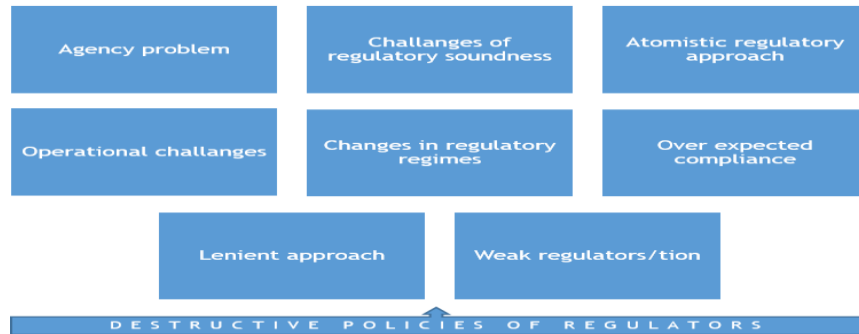 Agency problem
Challanges of
regulatory soundness
Atomistic regulatory
approach
Operational challanges
Changes in regulatory
regimes
Over expected
compliance
Lenient approach
Weak regulators/tion
DESTRUCTIVE POLICIES OF REGULATORS